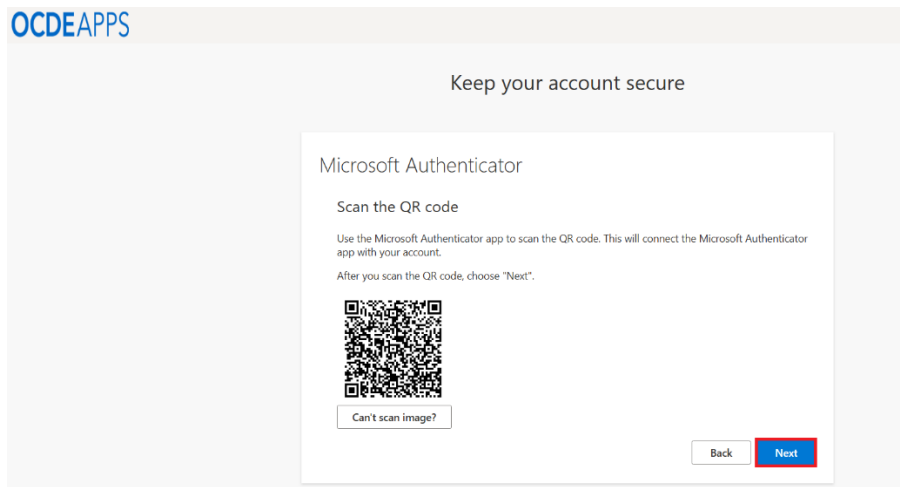 OCDEAPPS
Keep your account secure
Microsoft Authenticator
Scan the QR code
Use the Microsoft Authenticator app to scan the QR code. This will connect the Microsoft Authenticator
app with your account.
After you scan the QR code, choose "Next".
Can't scan image?
Back Next